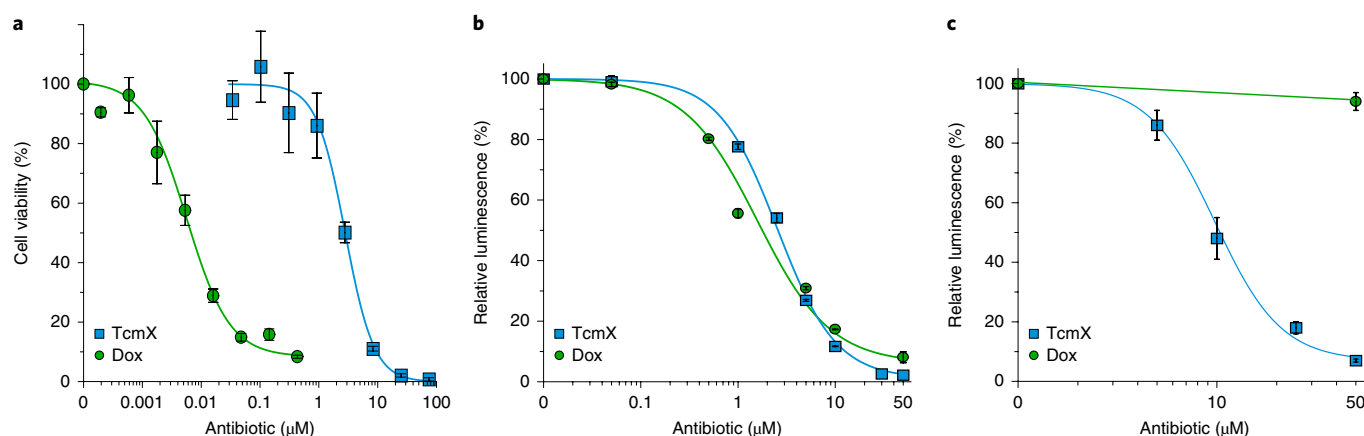 a
Cell viability (%)
100
80
60
40
20
0
TcmX
Dox
0
0.001
0.01
0.1
1
10
100
Antibiotic (μM)
b
Relative luminescence (%)
100
80
60
40
20
0
TcmX
Dox
0
0.1
1
10
50
Antibiotic (μM)
c
Relative luminescence (%)
100
80
60
40
20
0
TcmX
Dox
0
10
50
Antibiotic (μM)